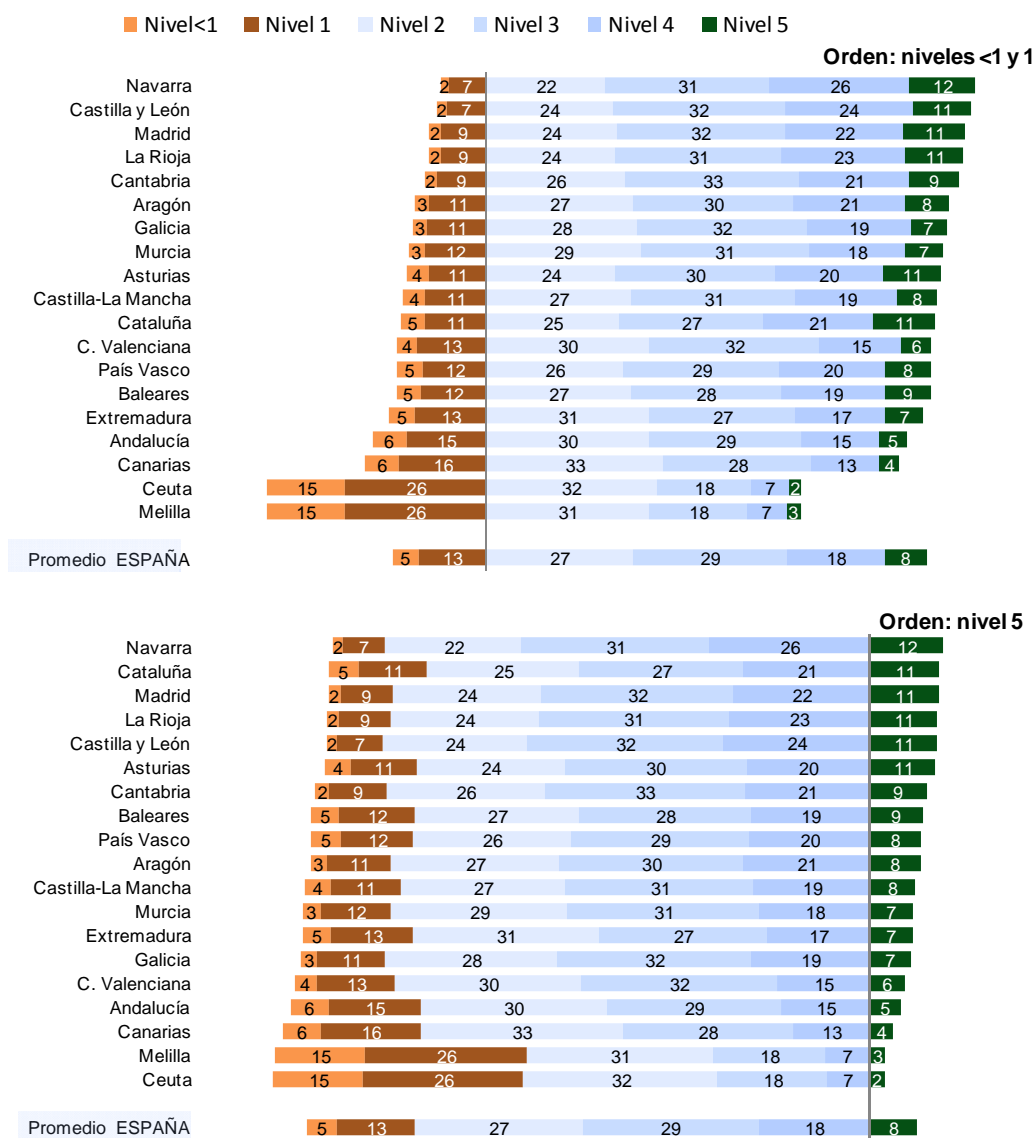 Nivel<1 Nivel 1 Nivel 2 Nivel 3 Nivel 4 Nivel 5
Orden: niveles <1 y 1
Navarra 2 7 22 31 26 12
Castilla y León 2 7 24 32 24 11
Madrid 2 9 24 32 22 11
La Rioja 2 9 24 31 23 11
Cantabria 2 9 26 33 21 9
Aragón 3 11 27 30 21 8
Galicia 3 11 28 32 19 7
Murcia 3 12 29 31 18 7
Asturias 4 11 24 30 20 11
Castilla-La Mancha 4 11 27 31 19 8
Cataluña 5 11 25 27 21 11
C. Valenciana 4 13 30 32 15 6
País Vasco 5 12 26 29 20 8
Baleares 5 12 27 28 19 9
Extremadura 5 13 31 27 17 7
Andalucía 6 15 30 29 15 5
Canarias 6 16 33 28 13 4
Ceuta 15 26 32 18 7 2
Melilla 15 26 31 18 7 3
Promedio ESPAÑA 5 13 27 29 18 8
Orden: nivel 5
Navarra 2 7 22 31 26 12
Cataluña 5 11 25 27 21 11
Madrid 2 9 24 32 22 11
La Rioja 2 9 24 31 23 11
Castilla y León 2 7 24 32 24 11
Asturias 4 11 24 30 20 11
Cantabria 2 9 26 33 21 9
Baleares 5 12 27 28 19 9
País Vasco 5 12 26 29 20 8
Aragón 3 11 27 30 21 8
Castilla-La Mancha 4 11 27 31 19 8
Murcia 3 12 29 31 18 7
Extremadura 5 13 31 27 17 7
Galicia 3 11 28 32 19 7
C. Valenciana 4 13 30 32 15 6
Andalucía 6 15 30 29 15 5
Canarias 6 16 33 28 13 4
Melilla 15 26 31 18 7 3
Ceuta 15 26 32 18 7 2
Promedio ESPAÑA 5 13 27 29 18 8